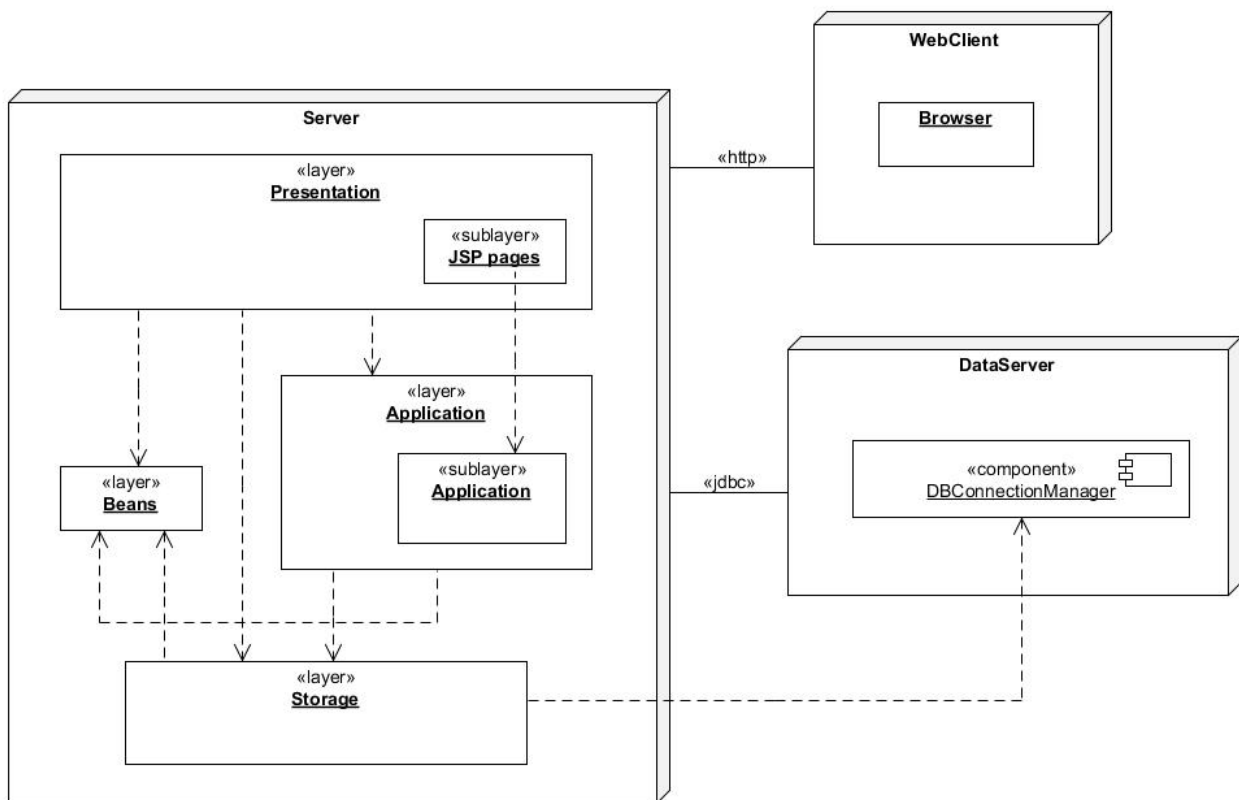 WebClient
Browser
«http»
Server
«layer»
Presentation
«sublayer»
JSP pages
«layer»
Application
«sublayer»
Application
«layer»
Beans
«layer»
Storage
«jdbc»
DataServer
«component»
DBConnectionManager